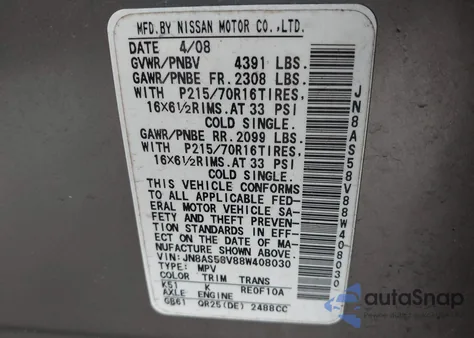 MFD.BY NISSAN MOTOR CO.,LTD.
DATE 4/08
GVWR/PNBV 4391 LBS.
GAWR/PNBE FR.2308 LBS.
WITH P215/70R16TIRES,
16X6½RIMS.AT 33 PSI
COLD SINGLE.
GAWR/PNBE RR.2099 LBS.
WITH P215/70R16TIRES,
16X6½RIMS.AT 33 PSI
COLD SINGLE.
THIS VEHICLE CONFORMS
TO ALL APPLICABLE FED-
ERAL MOTOR VEHICLE SA-
FETY AND THEFT PREVEN-
TION STANDARDS IN EFF-
ECT ON THE DATE OF MA-
NUFACTURE SHOWN ABOVE.
VIN:JN8AS58V88W408030
TYPE: MPV
COLOR TRIM TRANS
K51 K RE0F10A
AXLE ENGINE
GB61 QR25(DE) 2488CC
JN8AS58V88W408030
autoSnap